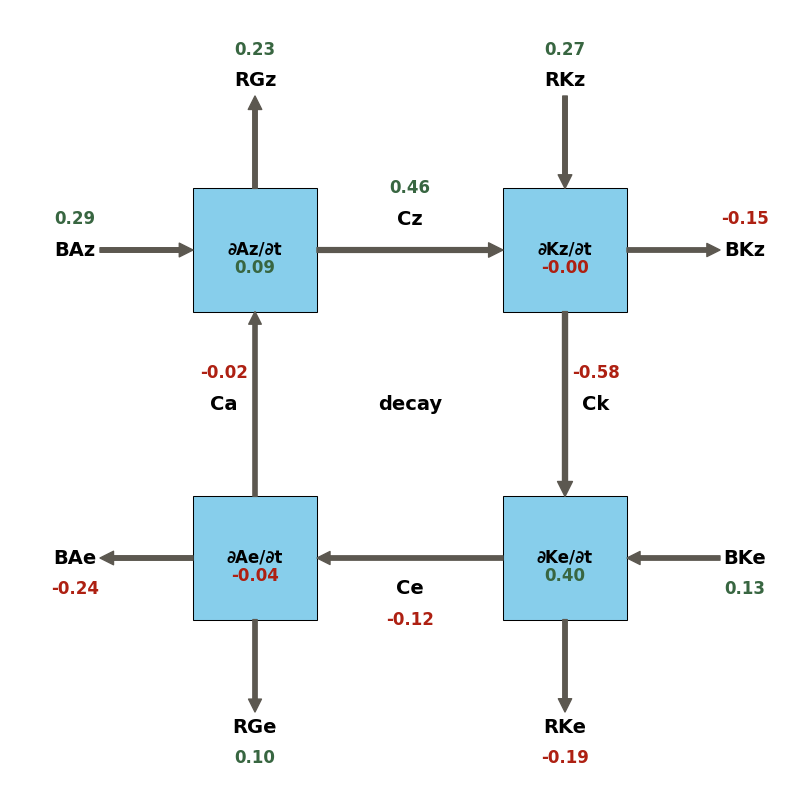 0.23
RGz
0.27
RKz
0.29
BAz
∂Az/∂t
0.09
0.46
Cz
∂Kz/∂t
-0.00
-0.15
BKz
-0.02
Ca
decay
-0.58
Ck
BAe
-0.24
∂Ae/∂t
-0.04
Ce
-0.12
∂Ke/∂t
0.40
BKe
0.13
RGe
0.10
RKe
-0.19